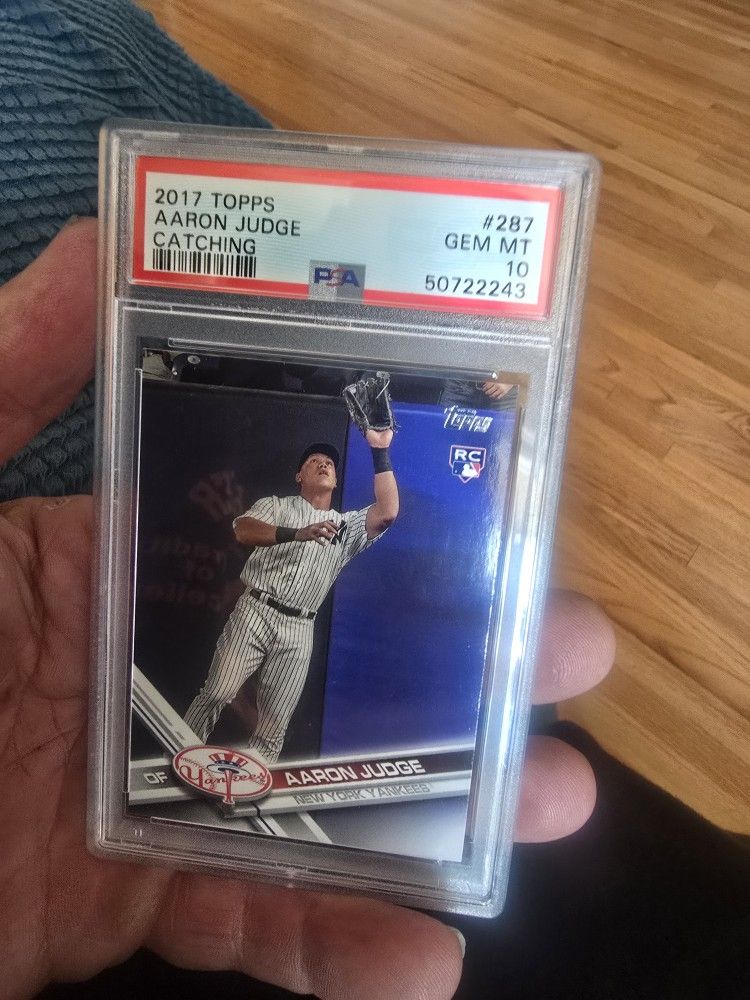 2017 TOPPS
AARON JUDGE
CATCHING
#287
GEM MT
10
50722243
PSA
Topps
RC
OF
Yankees
AARON JUDGE
NEW YORK YANKEES